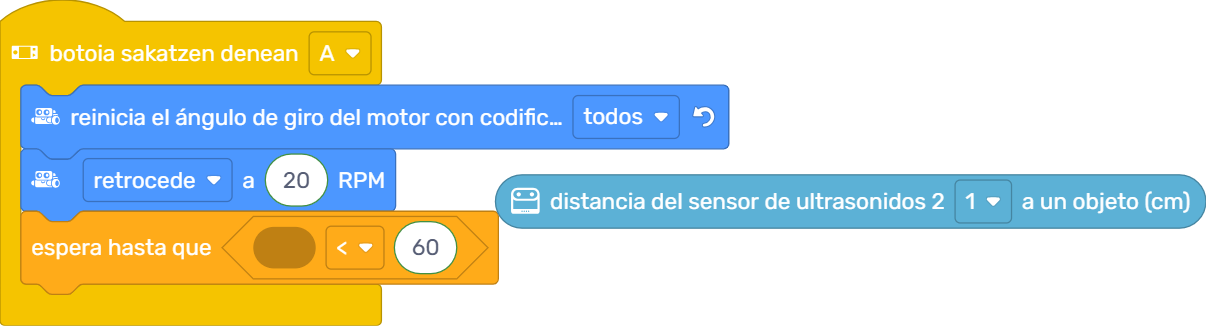 botoia sakatzen denean A
reinicia el ángulo de giro del motor con codific... todos
retrocede a 20 RPM
distancia del sensor de ultrasonidos 2 1 a un objeto (cm)
espera hasta que < 60